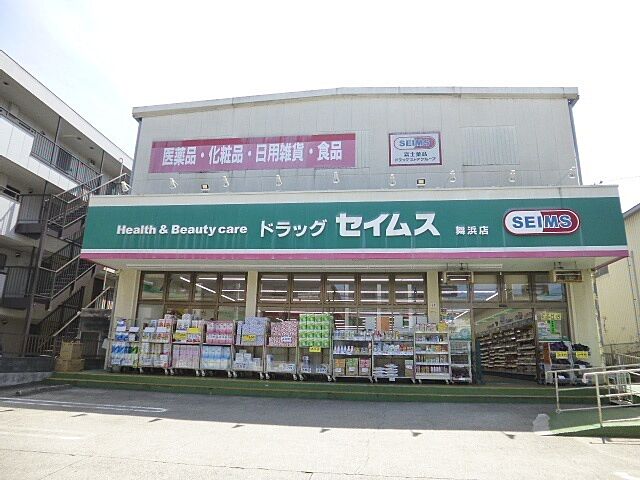 医薬品・化粧品・日用雑貨・食品
SEIMS
富士薬品
ドラッグストアグループ
Health & Beauty care ドラッグ セイムス 舞浜店
SEIMS